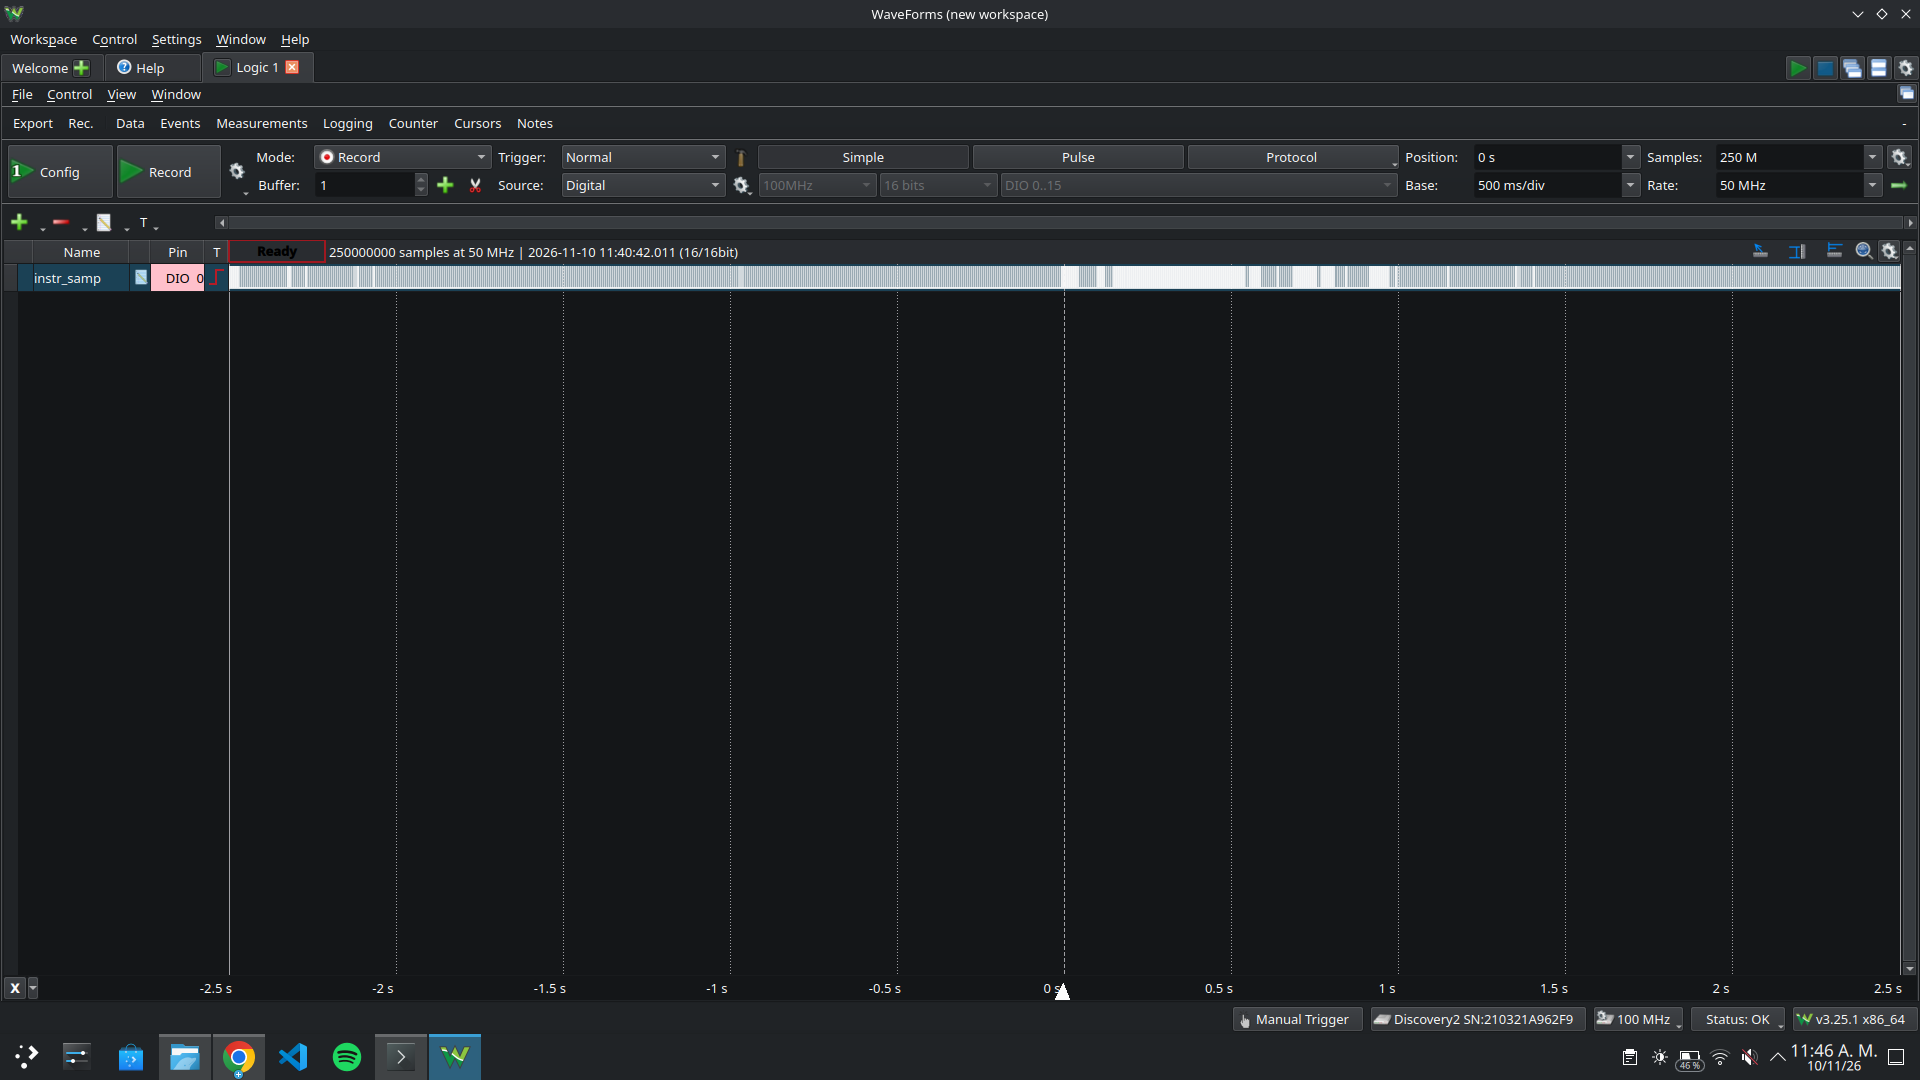 WaveForms (new workspace)
Workspace Control Settings Window Help
Welcome Help Logic 1
File Control View Window
Export Rec. Data Events Measurements Logging Counter Cursors Notes -
1 Config Record Mode: Record Trigger: Normal Simple Pulse Protocol Position: 0 s Samples: 250 M
Buffer: 1 Source: Digital 100MHz 16 bits DIO 0..15 Base: 500 ms/div Rate: 50 MHz
T
Name Pin T Ready 250000000 samples at 50 MHz | 2026-11-10 11:40:42.011 (16/16bit)
instr_samp DIO 0
X -2.5 s -2 s -1.5 s -1 s -0.5 s 0 s 0.5 s 1 s 1.5 s 2 s 2.5 s
Manual Trigger Discovery2 SN:210321A962F9 100 MHz Status: OK v3.25.1 x86_64
46 % 11:46 A. M.
10/11/26